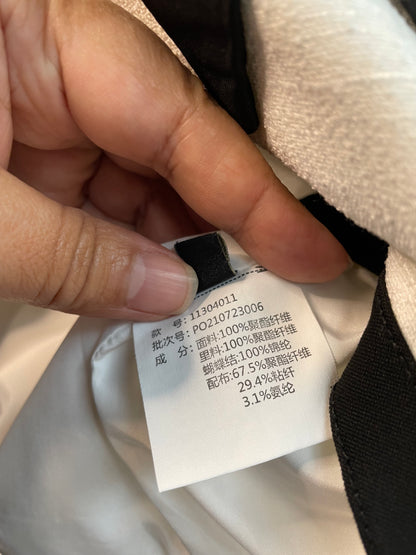 款 号: 11304011
批次号: PO210723006
成 分: 面料:100%聚酯纤维
里料:100%聚酯纤维
蝴蝶结:100%锦纶
配布:67.5%聚酯纤维
29.4%粘纤
3.1%氨纶